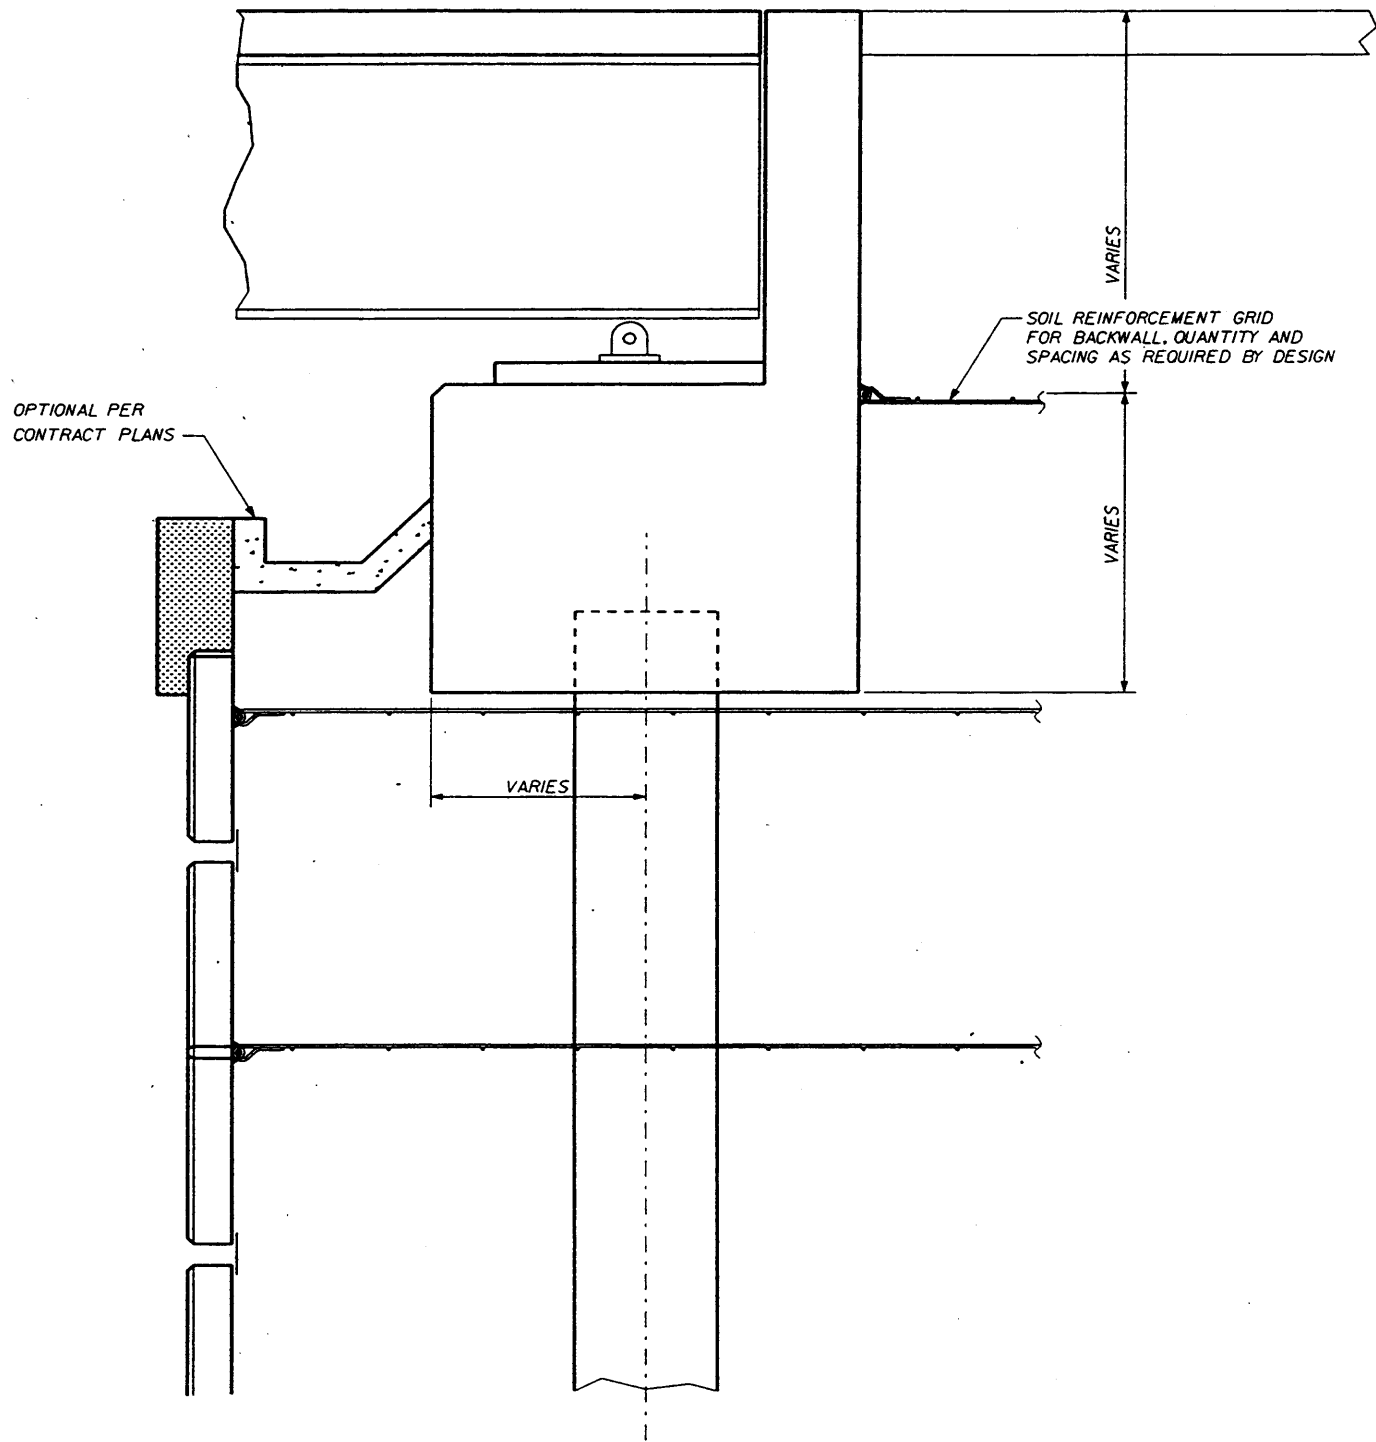 VARIES
SOIL REINFORCEMENT GRID
FOR BACKWALL, QUANTITY AND
SPACING AS REQUIRED BY DESIGN
OPTIONAL PER
CONTRACT PLANS
VARIES
VARIES